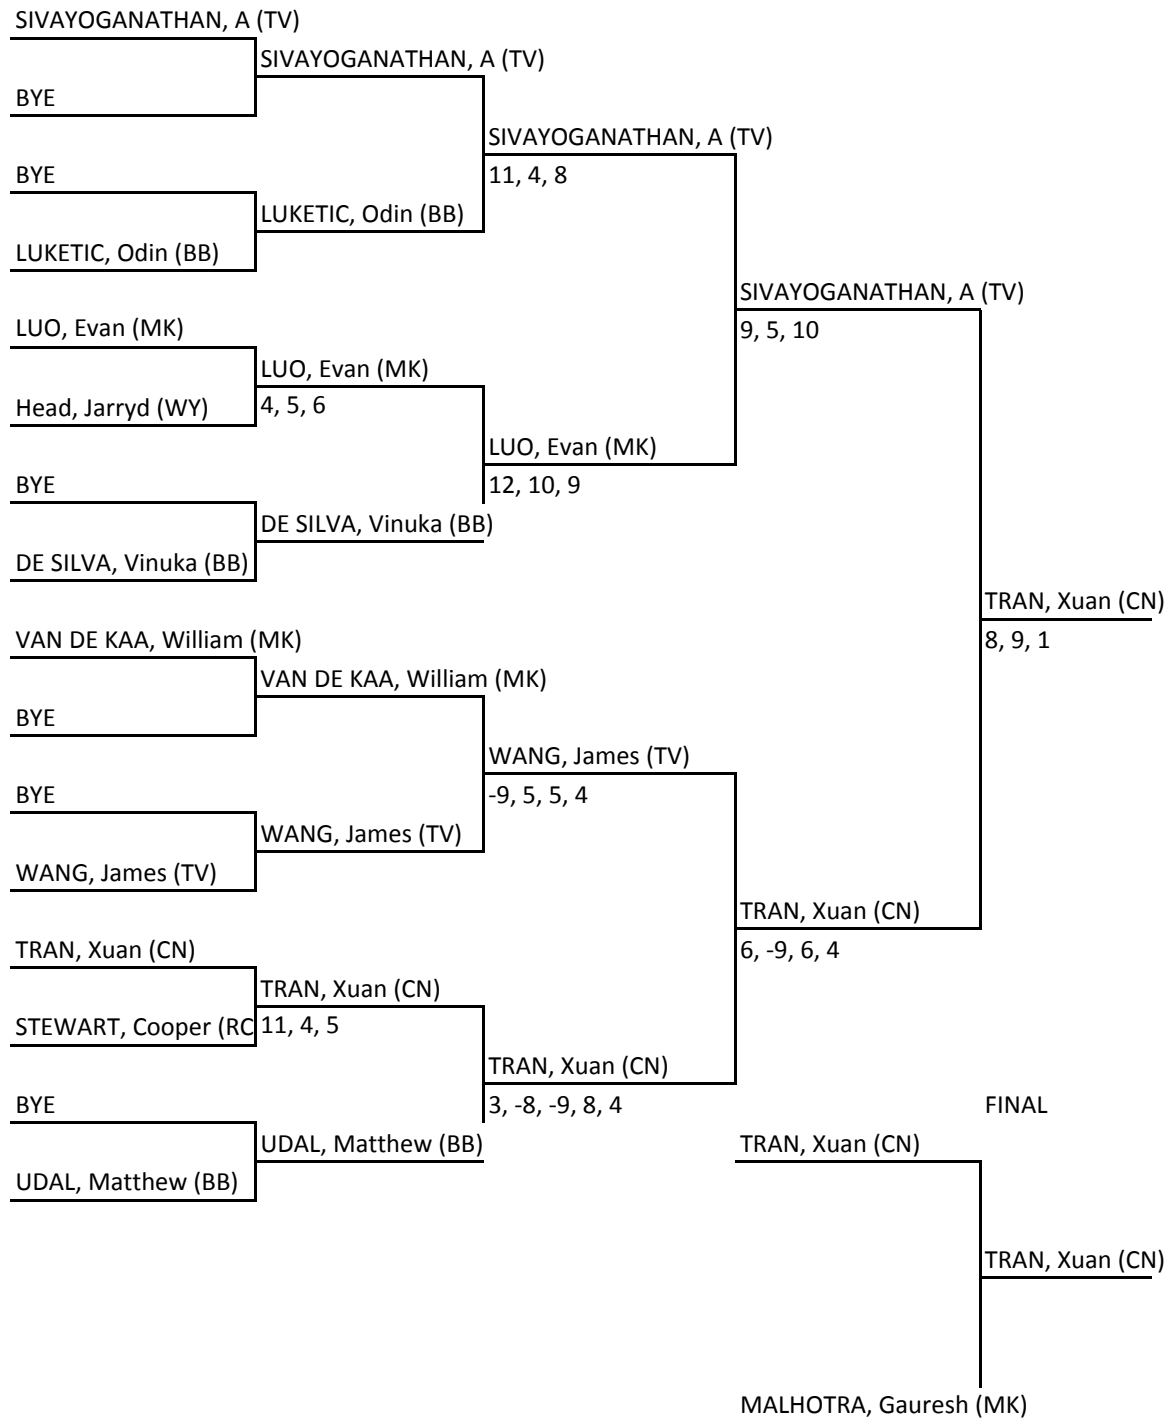 SIVAYOGANATHAN, A (TV)
SIVAYOGANATHAN, A (TV)
BYE
SIVAYOGANATHAN, A (TV)
BYE
11, 4, 8
LUKETIC, Odin (BB)
LUKETIC, Odin (BB)
SIVAYOGANATHAN, A (TV)
LUO, Evan (MK)
9, 5, 10
LUO, Evan (MK)
Head, Jarryd (WY)
4, 5, 6
LUO, Evan (MK)
BYE
12, 10, 9
DE SILVA, Vinuka (BB)
DE SILVA, Vinuka (BB)
TRAN, Xuan (CN)
VAN DE KAA, William (MK)
8, 9, 1
VAN DE KAA, William (MK)
BYE
WANG, James (TV)
BYE
-9, 5, 5, 4
WANG, James (TV)
WANG, James (TV)
TRAN, Xuan (CN)
TRAN, Xuan (CN)
6, -9, 6, 4
TRAN, Xuan (CN)
STEWART, Cooper (RC
11, 4, 5
TRAN, Xuan (CN)
BYE
3, -8, -9, 8, 4
FINAL
UDAL, Matthew (BB)
TRAN, Xuan (CN)
UDAL, Matthew (BB)
TRAN, Xuan (CN)
MALHOTRA, Gauresh (MK)